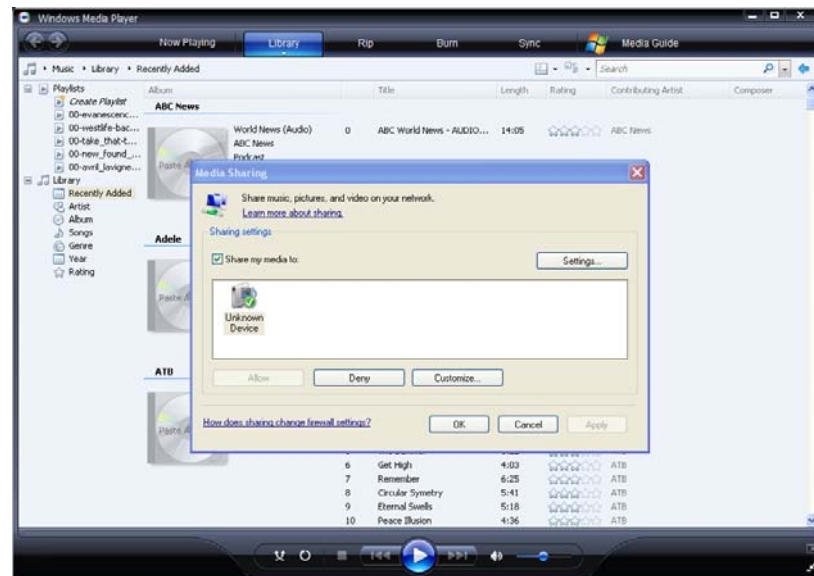 Windows Media Player
Now Playing Library Rip Burn Sync Media Guide
Music Library Recently Added Search
Playlists
Create Playlist
00-evanescenc...
00-westlife-bac...
00-take_that-t...
00-new_found_...
00-avril_lavigne...
Library
Recently Added
Artist
Album
Songs
Genre
Year
Rating
Album Title Length Rating Contributing Artist Composer
ABC News
World News (Audio) 0 ABC World News - AUDIO... 14:05 ABC News
ABC News
Podcast
Paste A
Adele
Paste A
ATB
Paste A
Media Sharing
Share music, pictures, and video on your network.
Learn more about sharing.
Sharing settings
Share my media to:
Settings...
Unknown
Device
Allow Deny Customize...
How does sharing change firewall settings?
OK Cancel Apply
6 Get High 4:03 ATB
7 Remember 6:25 ATB
8 Circular Symetry 5:41 ATB
9 Eternal Swells 5:18 ATB
10 Peace Illusion 4:36 ATB